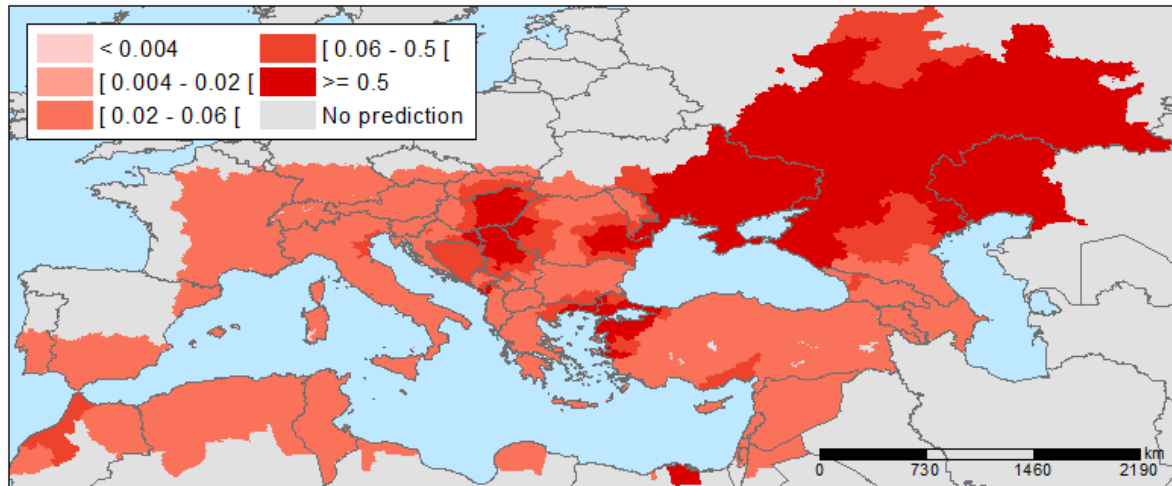 < 0.004
[ 0.004 - 0.02 [
[ 0.02 - 0.06 [
[ 0.06 - 0.5 [
>= 0.5
No prediction
km
0 730 1460 2190